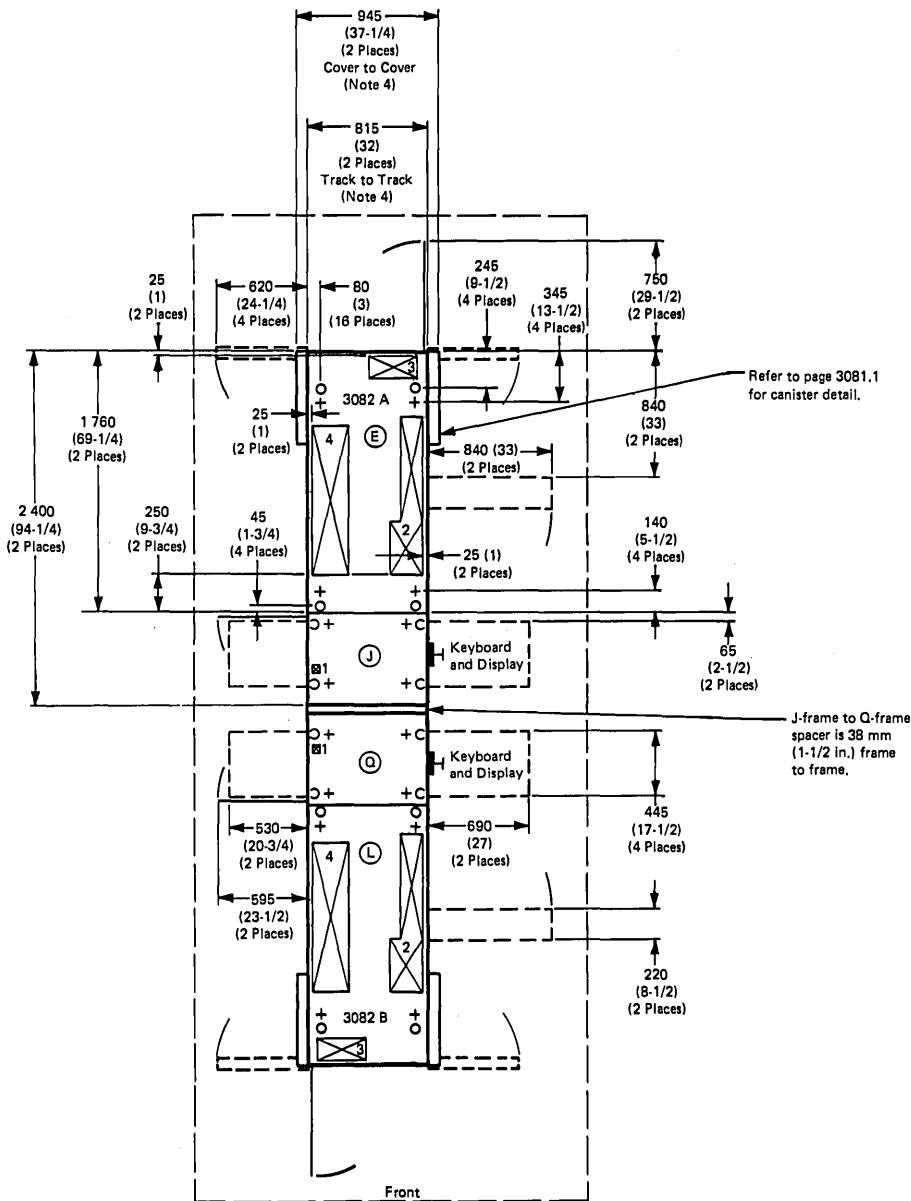 945
(37-1/4)
(2 Places)
Cover to Cover
(Note 4)
815
(32)
(2 Places)
Track to Track
(Note 4)
25
(1)
(2 Places)
620
(24-1/4)
(4 Places)
80
(3)
(16 Places)
245
(9-1/2)
(4 Places)
345
(13-1/2)
(4 Places)
750
(29-1/2)
(2 Places)
3
3082 A
Refer to page 3081.1
for canister detail.
1 760
(69-1/4)
(2 Places)
25
(1)
(2 Places)
4
E
840
(33)
(2 Places)
840 (33)
(2 Places)
2 400
(94-1/4)
(2 Places)
250
(9-3/4)
(2 Places)
45
(1-3/4)
(4 Places)
2
25 (1)
(2 Places)
140
(5-1/2)
(4 Places)
J
1
Keyboard
and Display
65
(2-1/2)
(2 Places)
J-frame to Q-frame
spacer is 38 mm
(1-1/2 in.) frame
to frame.
1
Q
Keyboard
and Display
530
(20-3/4)
(2 Places)
690
(27)
(2 Places)
445
(17-1/2)
(4 Places)
4
L
595
(23-1/2)
(2 Places)
2
220
(8-1/2)
(2 Places)
3082 B
3
Front